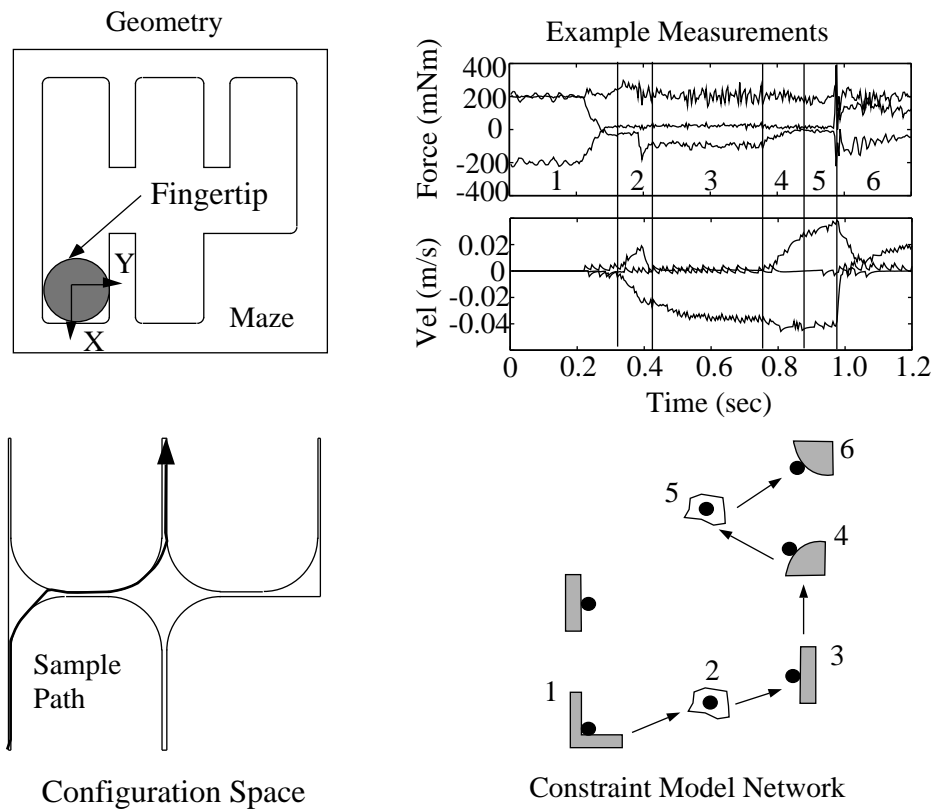 Geometry
Fingertip
Y
X
Maze
Example Measurements
Force (mNm)
400
200
0
-200
-400
1 2 3 4 5 6
Vel (m/s)
0.02
0
-0.02
-0.04
0 0.2 0.4 0.6 0.8 1.0 1.2
Time (sec)
Sample
Path
Configuration Space
6
5
4
3
2
1
Constraint Model Network